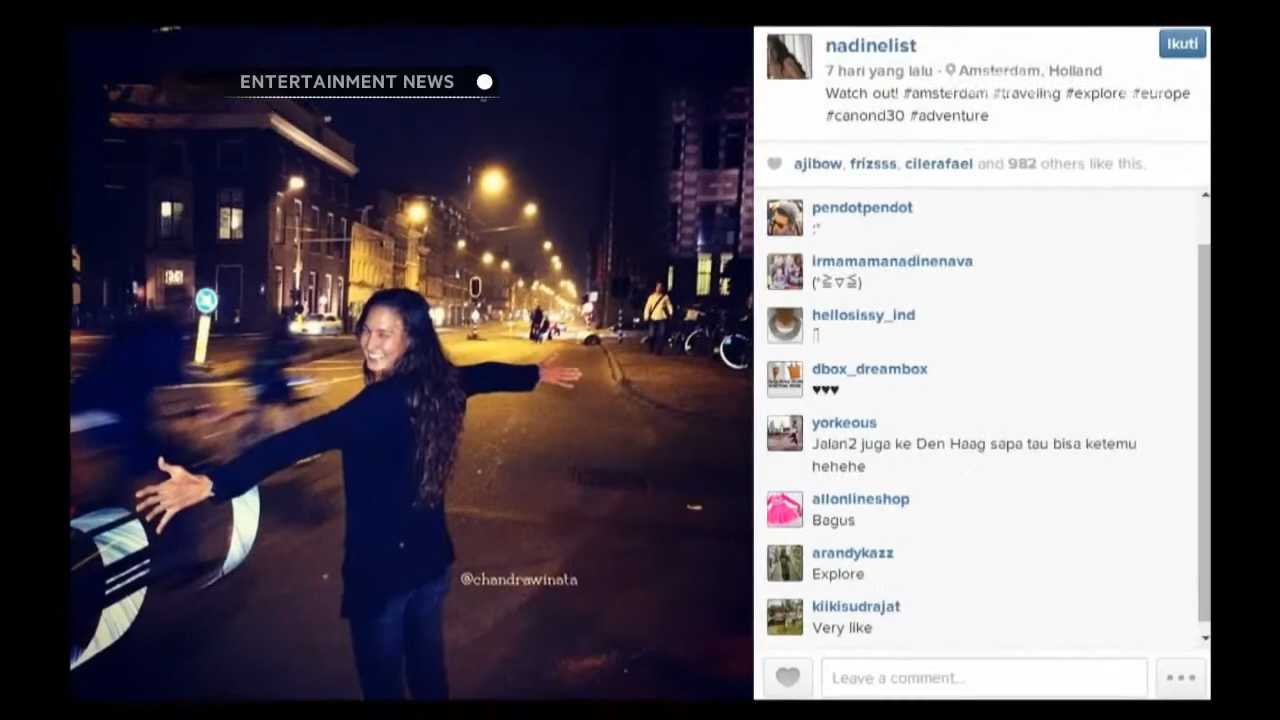 ENTERTAINMENT NEWS
@chandrawinata
nadinelist
Ikuti
7 hari yang lalu · Amsterdam, Holland
Watch out! #amsterdam #traveling #explore #europe
#canond30 #adventure
ajibow, frizsss, cilerafael and 982 others like this.
pendotpendot
:*
irmamamanadinenava
(*≧▽≦)
hellosissy_ind
dbox_dreambox
♥♥♥
yorkeous
Jalan2 juga ke Den Haag sapa tau bisa ketemu
hehehe
allonlineshop
Bagus
arandykazz
Explore
kiikisudrajat
Very like
Leave a comment...